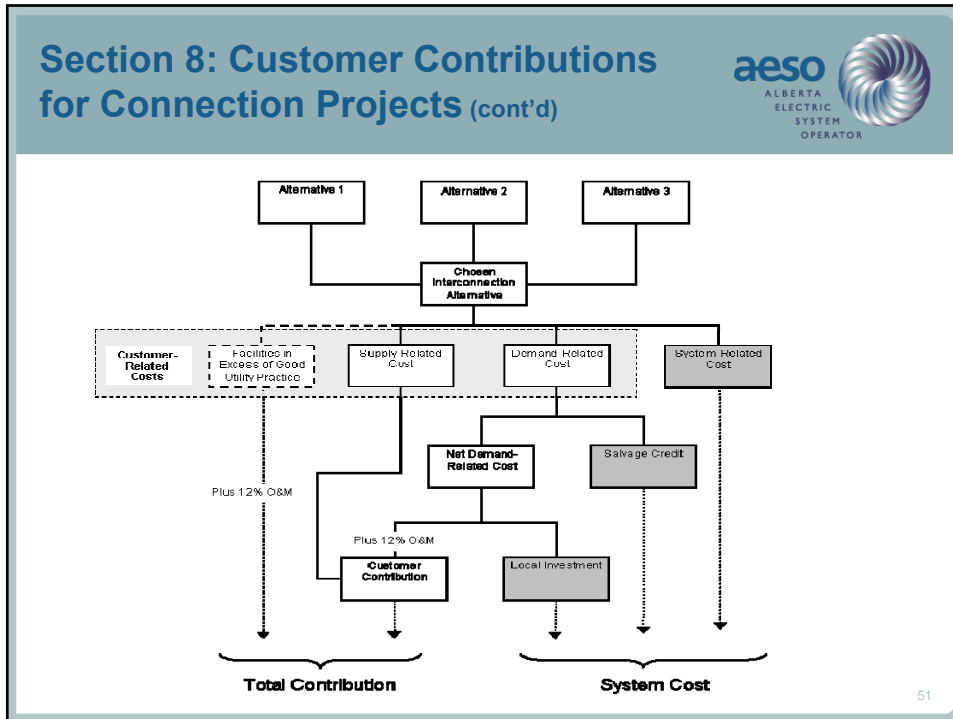 Section 8: Customer Contributions
for Connection Projects (cont'd)
aeso
ALBERTA
ELECTRIC
SYSTEM
OPERATOR
Alternative 1
Alternative 2
Alternative 3
Chosen
Interconnection
Alternative
Customer-
Related
Costs
Facilities in
Excess of Good
Utility Practice
Supply Related
Cost
Demand Related
Cost
System Related
Cost
Net Demand-
Related Cost
Salvage Credit
Plus 12% O&M
Plus 12% O&M
Customer
Contribution
Local Investment
Total Contribution
System Cost
51